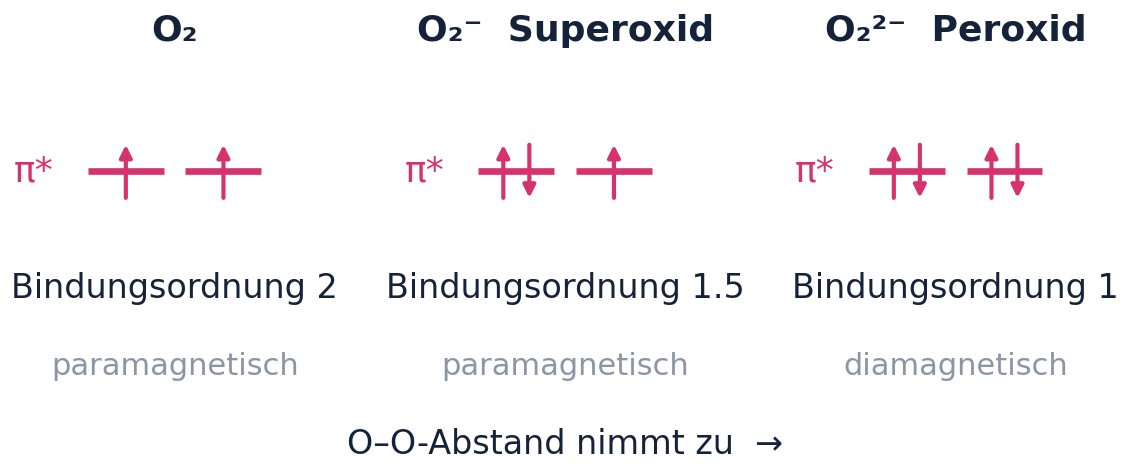 O₂ O₂⁻ Superoxid O₂²⁻ Peroxid
π* π* π*
Bindungsordnung 2 Bindungsordnung 1.5 Bindungsordnung 1
paramagnetisch paramagnetisch diamagnetisch
O–O-Abstand nimmt zu →